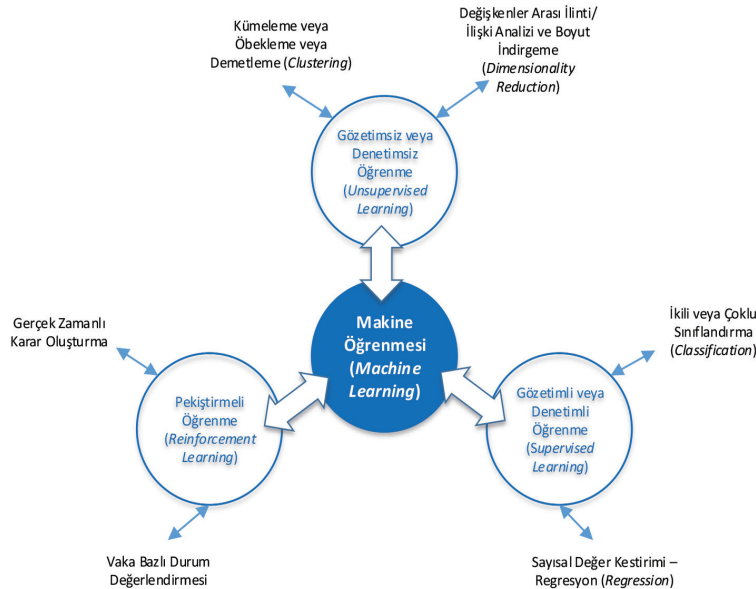 Kümeleme veya
Öbekleme veya
Demetleme (Clustering)
Değişkenler Arası İlinti/
İlişki Analizi ve Boyut
İndirgeme
(Dimensionality
Reduction)
Gözetimsiz veya
Denetimsiz
Öğrenme
(Unsupervised
Learning)
Makine
Öğrenmesi
(Machine
Learning)
Gerçek Zamanlı
Karar Oluşturma
Pekiştirmeli
Öğrenme
(Reinforcement
Learning)
Vaka Bazlı Durum
Değerlendirmesi
İkili veya Çoklu
Sınıflandırma
(Classification)
Gözetimli veya
Denetimli
Öğrenme
(Supervised
Learning)
Sayısal Değer Kestirimi –
Regresyon (Regression)